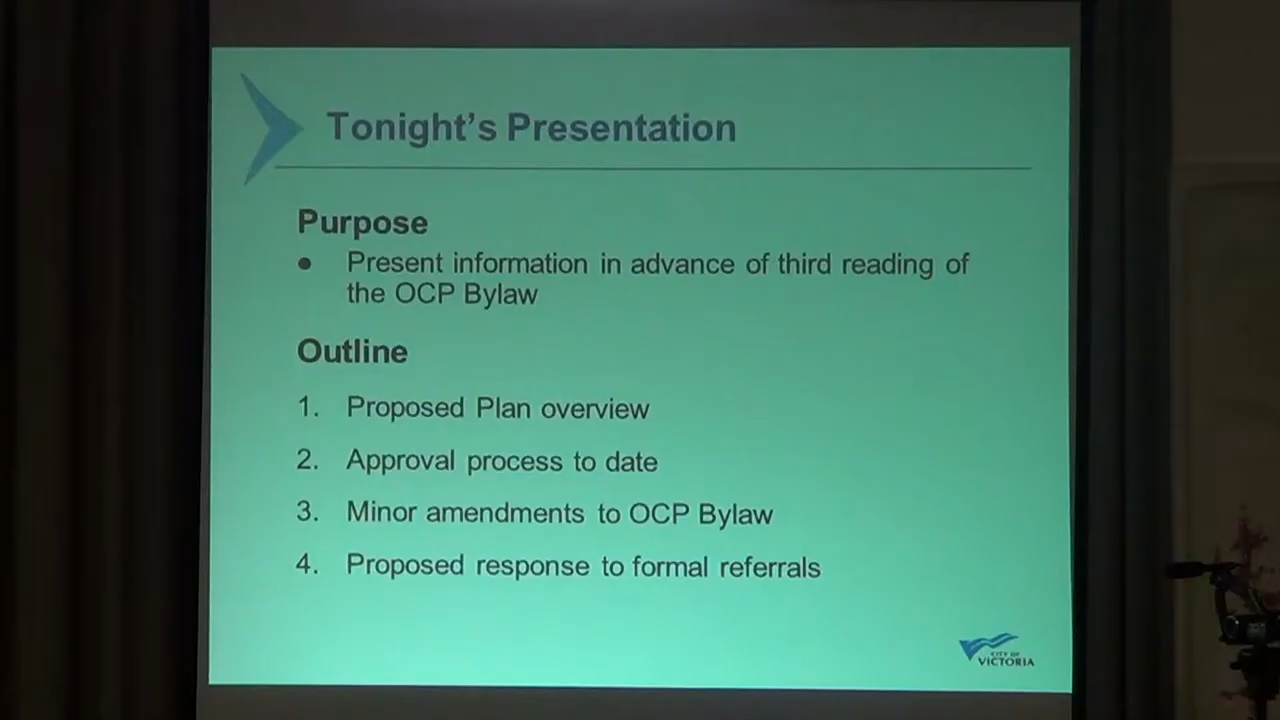 Tonight's Presentation
Purpose
● Present information in advance of third reading of
the OCP Bylaw
Outline
1. Proposed Plan overview
2. Approval process to date
3. Minor amendments to OCP Bylaw
4. Proposed response to formal referrals
CITY OF
VICTORIA